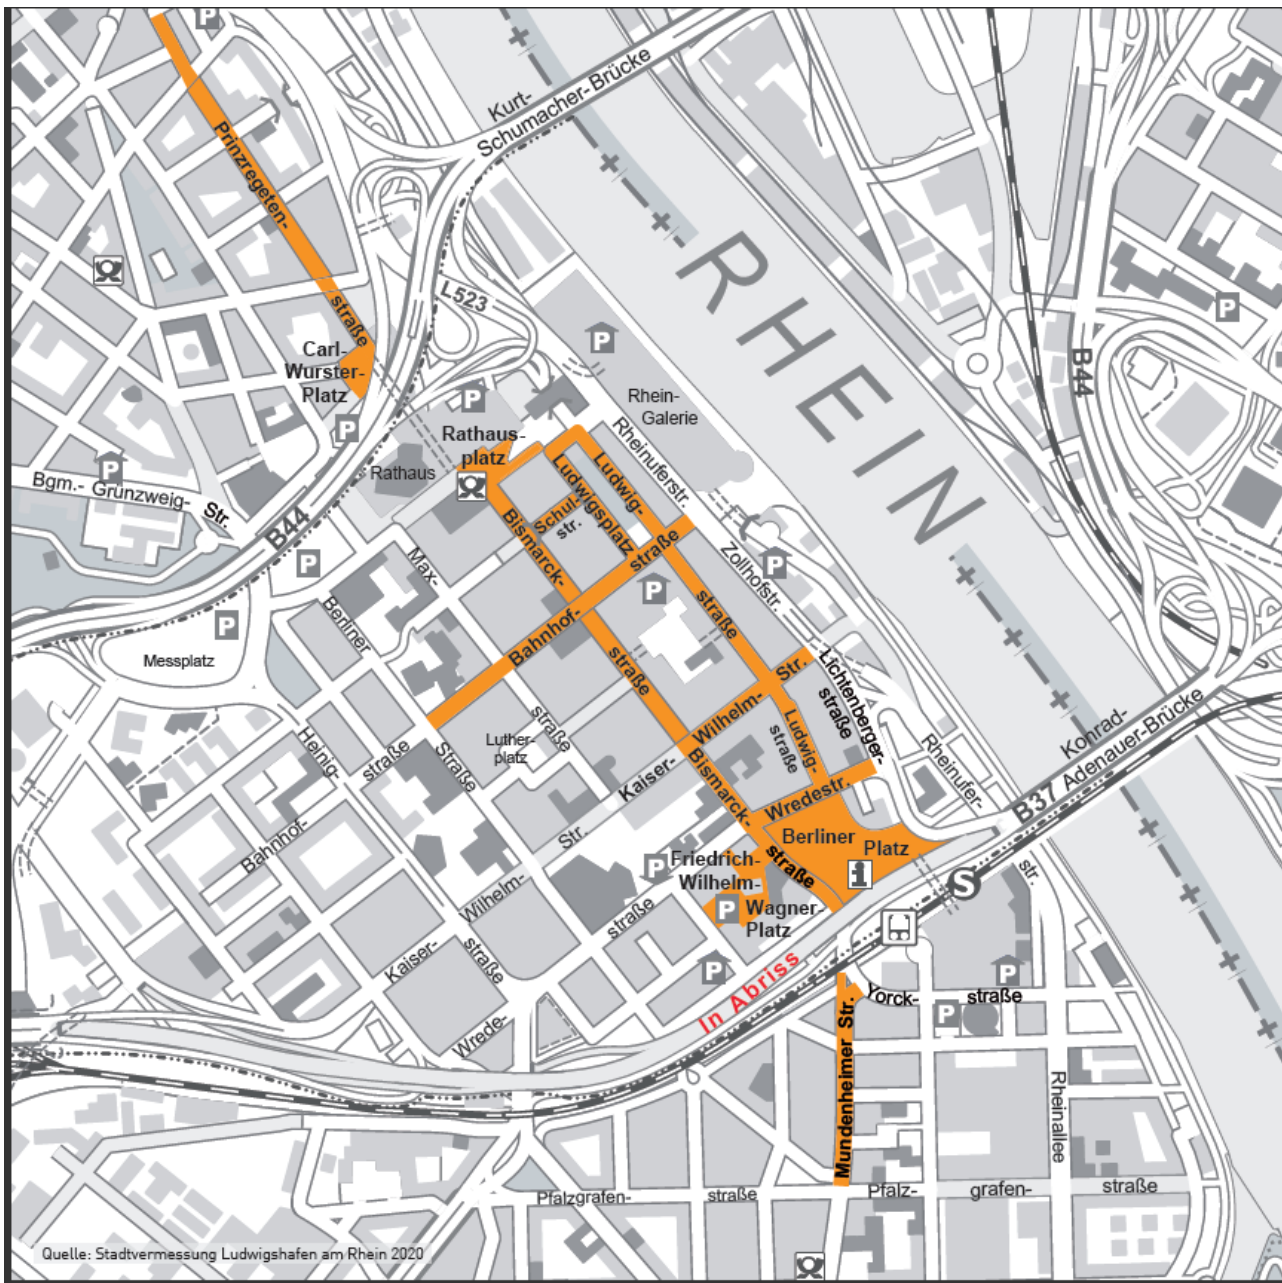 P
Kurt-
Schumacher-Brücke
Prinzregeten-
straße
RHEIN
L523
P
P
B44
Carl-
Wurster-
Platz
P
P
Rhein-
Galerie
Rathaus-
platz
Rathaus
Rheinuferstr.
P
Bgm.- Grünzweig-
Str.
B44
Ludwig-
straße
Ludwigsplatz
Schul-
str.
Bismarck-
straße
Bahnhof-
straße
Zollhofstr.
P
P
P
P
Max-
straße
Berliner
Straße
Messplatz
Luther-
platz
Heinig-
straße
Bahnhof-
straße
Kaiser-
Wilhelm-
Str.
Lichtenberger-
straße
Ludwig-
straße
Konrad-
Adenauer-Brücke
B37
Rheinufer-
str.
Bismarck-
straße
Wredestr.
Berliner
Platz
S
P
Friedrich-
Wilhelm-
Wagner-
Platz
P
Kaiser-
Wilhelm-
Str.
Wrede-
straße
P
In Abriss
P
Yorck-
straße
P
Mundenheimer Str.
Rheinallee
Pfalzgrafen-
straße
Pfalz-
grafen-
straße
Quelle: Stadtvermessung Ludwigshafen am Rhein 2020